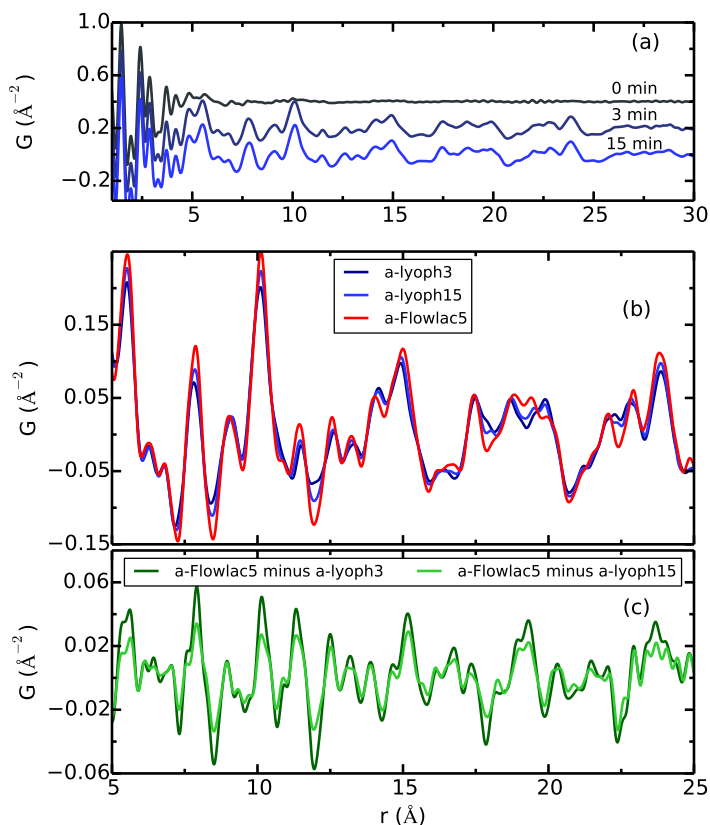 1.0
0.6
0.2
−0.2
G (Å⁻²)
(a)
0 min
3 min
15 min
5 10 15 20 25 30
a-lyoph3
a-lyoph15
a-Flowlac5
(b)
0.15
0.05
−0.05
−0.15
G (Å⁻²)
a-Flowlac5 minus a-lyoph3 a-Flowlac5 minus a-lyoph15
(c)
0.06
0.02
−0.02
−0.06
G (Å⁻²)
5 10 15 20 25
r (Å)